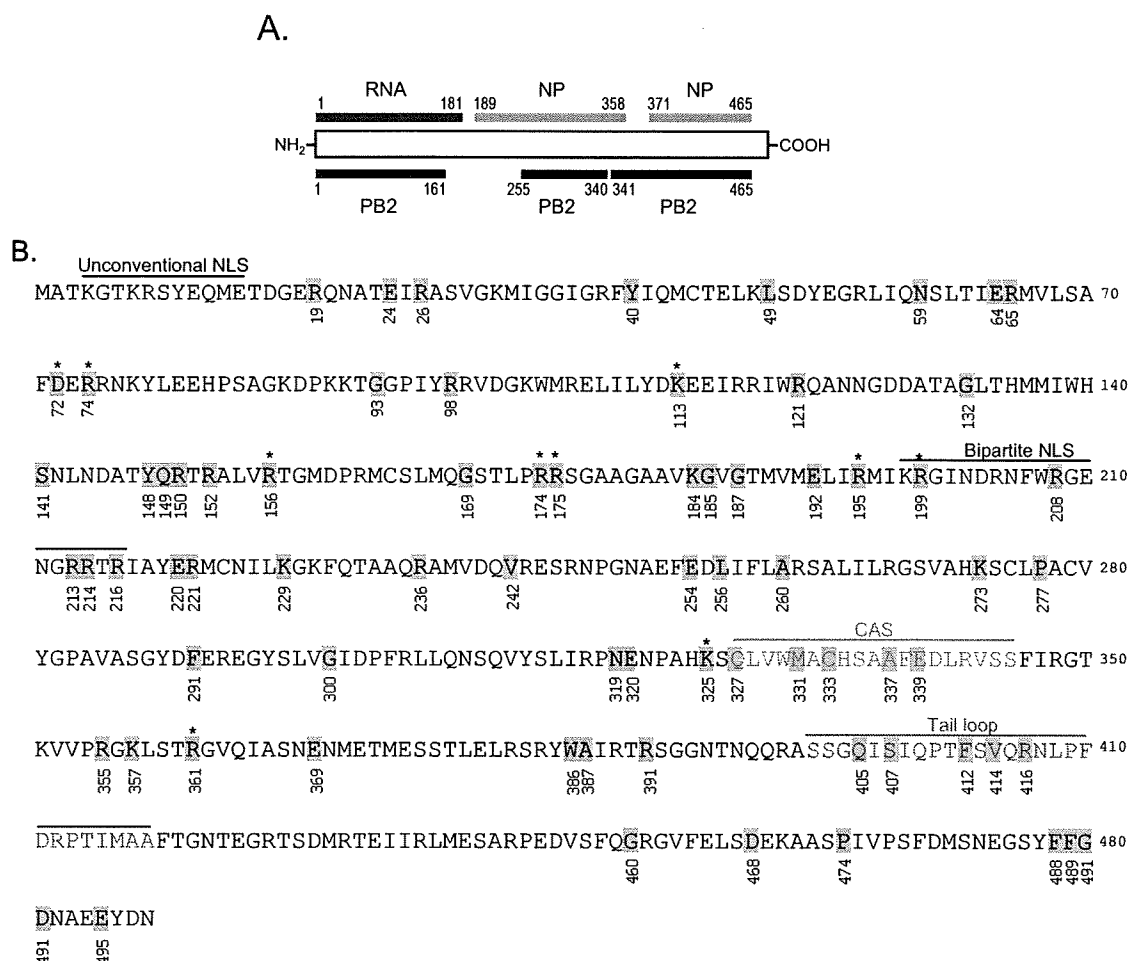 A.
RNA NP NP
1 181 189 358 371 465
NH2 COOH
1 161 255 340 341 465
PB2 PB2 PB2
B.
Unconventional NLS
MATKGTKRSYEQMETDGERQNATEIRASVGKMIGGIGRFYIQMCTELKLSDYEGRLIQNSLTIERMVLSA 70
19 24 26 40 49 59 64 65
* * *
FDERRNKYLEEHPSAGKDPKKTGGPIYRRVDGKWMRELILYDKEEIRRIWRQANNGDDATAGLTHMMIWH 140
72 74 93 98 113 121 132
* * * * * Bipartite NLS
SNLNDATYQRTRALVRTGMDPRMCSLMQGSTLPRRSGAAGAAVKGVGTMVMELIRMIKRGINDRNFWRGE 210
141 148 149 150 152 156 169 174 175 184 185 187 192 195 199 208
NGRRTRIAYERMCNILKGKFQTAAQRAMVDQVRESRNPGNAEFEDLIFLARSALILRGSVAHKSCLPACV 280
213 214 216 220 221 229 236 242 254 256 260 273 277
* CAS
YGPAVASGYDFEREGYSLVGIDPFRLLQNSQVYSLIRPNENPAHKSQLVWMACHSAAFEDLRVSSFIRGT 350
291 300 319 320 325 327 331 333 337 339
* Tail loop
KVVPRGKLSTRGVQIASNENMETMESSTLELRSRYWAIRTRSGGNTNQQRASSGQISIQPTFSVQRNLPF 410
355 357 361 369 386 387 391 405 407 412 414 416
DRPTIMAAFTGNTEGRTSDMRTEIIRLMESARPEDVSFQGRGVFELSDEKAASPIVPSFDMSNEGSYFFG 480
460 468 474 488 489 491
DNAEEYDN
491 495